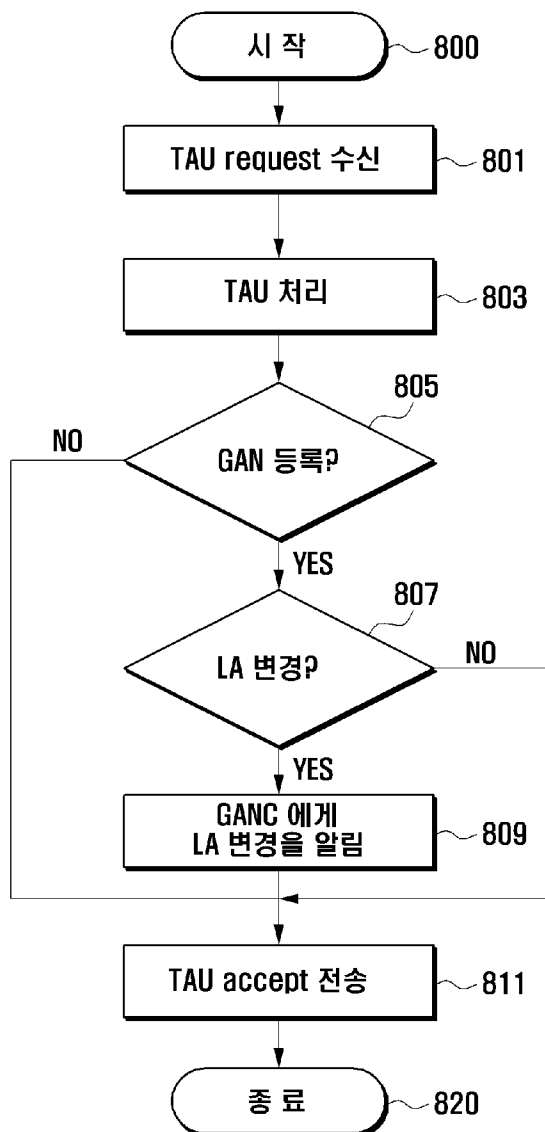 시 작
800
TAU request 수신
801
TAU 처리
803
805
NO
GAN 등록?
YES
807
LA 변경?
NO
YES
GANC 에게
LA 변경을 알림
809
TAU accept 전송
811
종 료
820